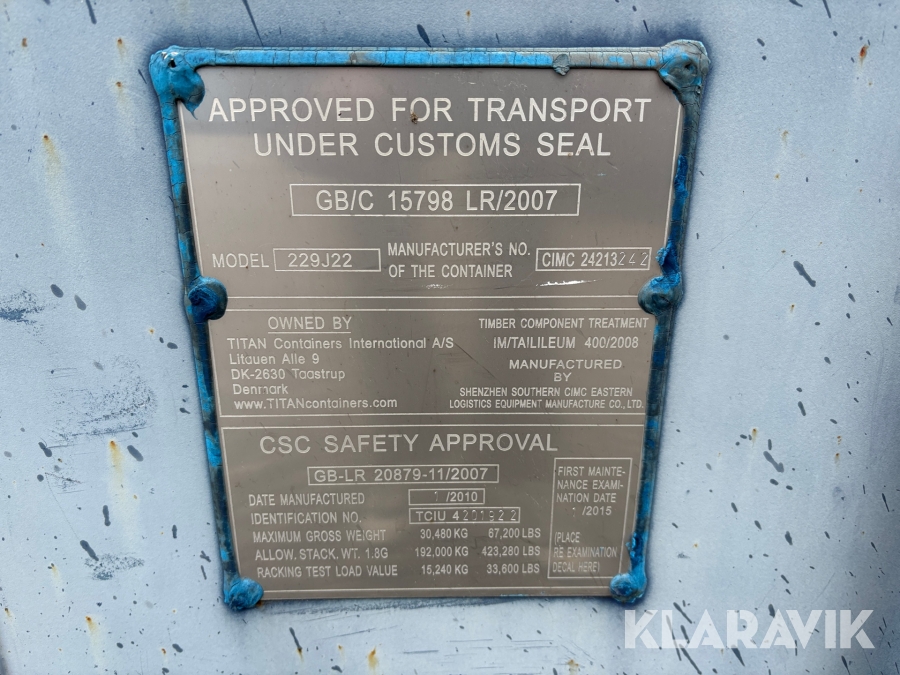 APPROVED FOR TRANSPORT
UNDER CUSTOMS SEAL
GB/C 15798 LR/2007
MODEL 229J22
MANUFACTURER'S NO.
OF THE CONTAINER
CIMC 24213242
OWNED BY
TITAN Containers International A/S
Litauen Alle 9
DK-2630 Taastrup
Denmark
www.TITANcontainers.com
TIMBER COMPONENT TREATMENT
IM/TAILILEUM 400/2008
MANUFACTURED
BY
SHENZHEN SOUTHERN CIMC EASTERN
LOGISTICS EQUIPMENT MANUFACTURE CO., LTD.
CSC SAFETY APPROVAL
GB-LR 20879-11/2007
DATE MANUFACTURED 1/2010
IDENTIFICATION NO. TCIU 4201922
MAXIMUM GROSS WEIGHT 30,480 KG 67,200 LBS
ALLOW. STACK. WT. 1.8G 192,000 KG 423,280 LBS
RACKING TEST LOAD VALUE 15,240 KG 33,600 LBS
FIRST MAINTE-
NANCE EXAMI-
NATION DATE
/2015
(PLACE
RE EXAMINATION
DECAL HERE)
KLARAVIK